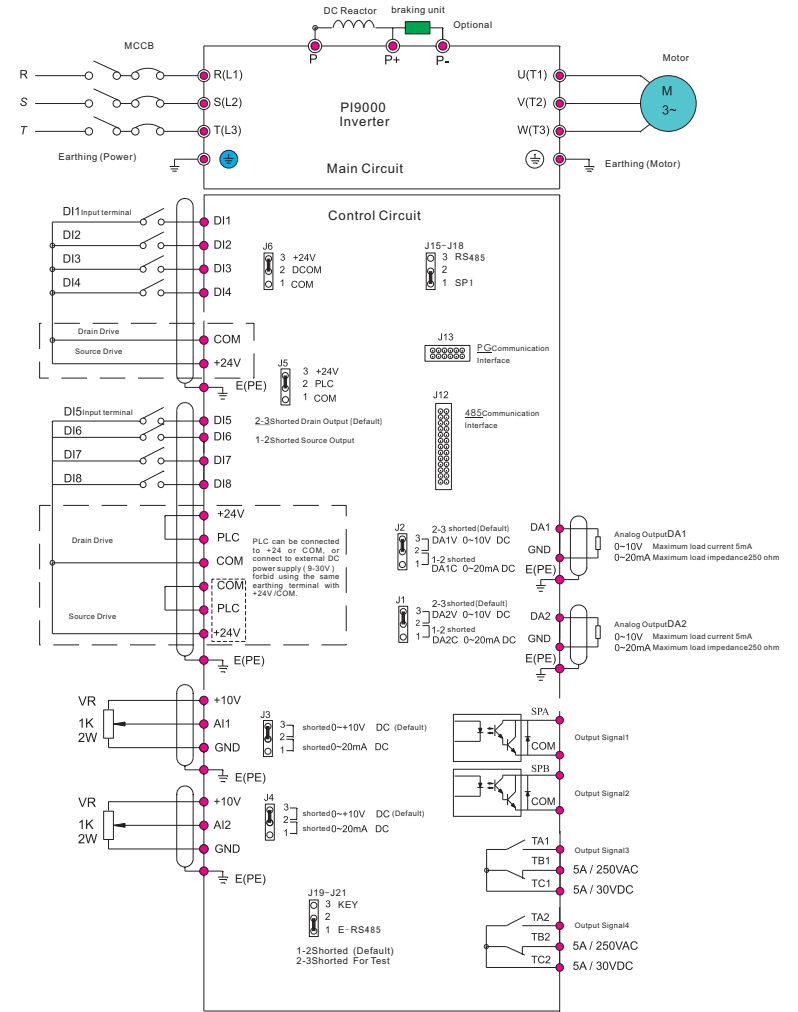 DC Reactor
braking unit
Optional
P
P+
P-
MCCB
R
S
T
R(L1)
S(L2)
T(L3)
PI9000
Inverter
Main Circuit
U(T1)
V(T2)
W(T3)
Motor
M
3~
Earthing(Power)
Earthing (Motor)
Control Circuit
DI1Input terminal
DI2
DI3
DI4
DI1
DI2
DI3
DI4
Drain Drive
Source Drive
COM
+24V
E(PE)
J6
3 +24V
2 DCOM
1 COM
J15-J18
3 RS485
2
1 SP1
J13
PGCommunication
Interface
J5
3 +24V
2 PLC
1 COM
2-3Shorted Drain Output (Default)
1-2Shorted Source Output
J12
485Communication
Interface
DI5Input terminal
DI6
DI7
DI8
DI5
DI6
DI7
DI8
Drain Drive
Source Drive
+24V
PLC
COM
COM
PLC
+24V
E(PE)
PLC can be connected
to +24 or COM, or
connect to external DC
power supply ( 9-30V )
forbid using the same
earthing terminal with
+24V /COM.
J2
3
2
1
2-3 shorted(Default)
DA1V 0~10V DC
1-2 shorted
DA1C 0~20mA DC
DA1
GND
E(PE)
Analog OutputDA1
0~10V Maximum load current 5mA
0~20mA Maximum load impedance250 ohm
J1
3
2
1
2-3shorted(Default)
DA2V 0~10V DC
1-2 shorted
DA2C 0~20mA DC
DA2
GND
E(PE)
Analog OutputDA2
0~10V Maximum load current 5mA
0~20mA Maximum load impedance250 ohm
VR
1K
2W
+10V
AI1
GND
E(PE)
J3
3
2
1
shorted0~+10V DC (Default)
shorted0~20mA DC
SPA
COM
Output Signal1
SPB
COM
Output Signal2
VR
1K
2W
+10V
AI2
GND
E(PE)
J4
3
2
1
shorted0~+10V DC (Default)
shorted0~20mA DC
TA1
TB1
TC1
Output Signal3
5A / 250VAC
5A / 30VDC
J19-J21
3 KEY
2
1 E-RS485
1-2Shorted (Default)
2-3Shorted For Test
TA2
TB2
TC2
Output Signal4
5A / 250VAC
5A / 30VDC